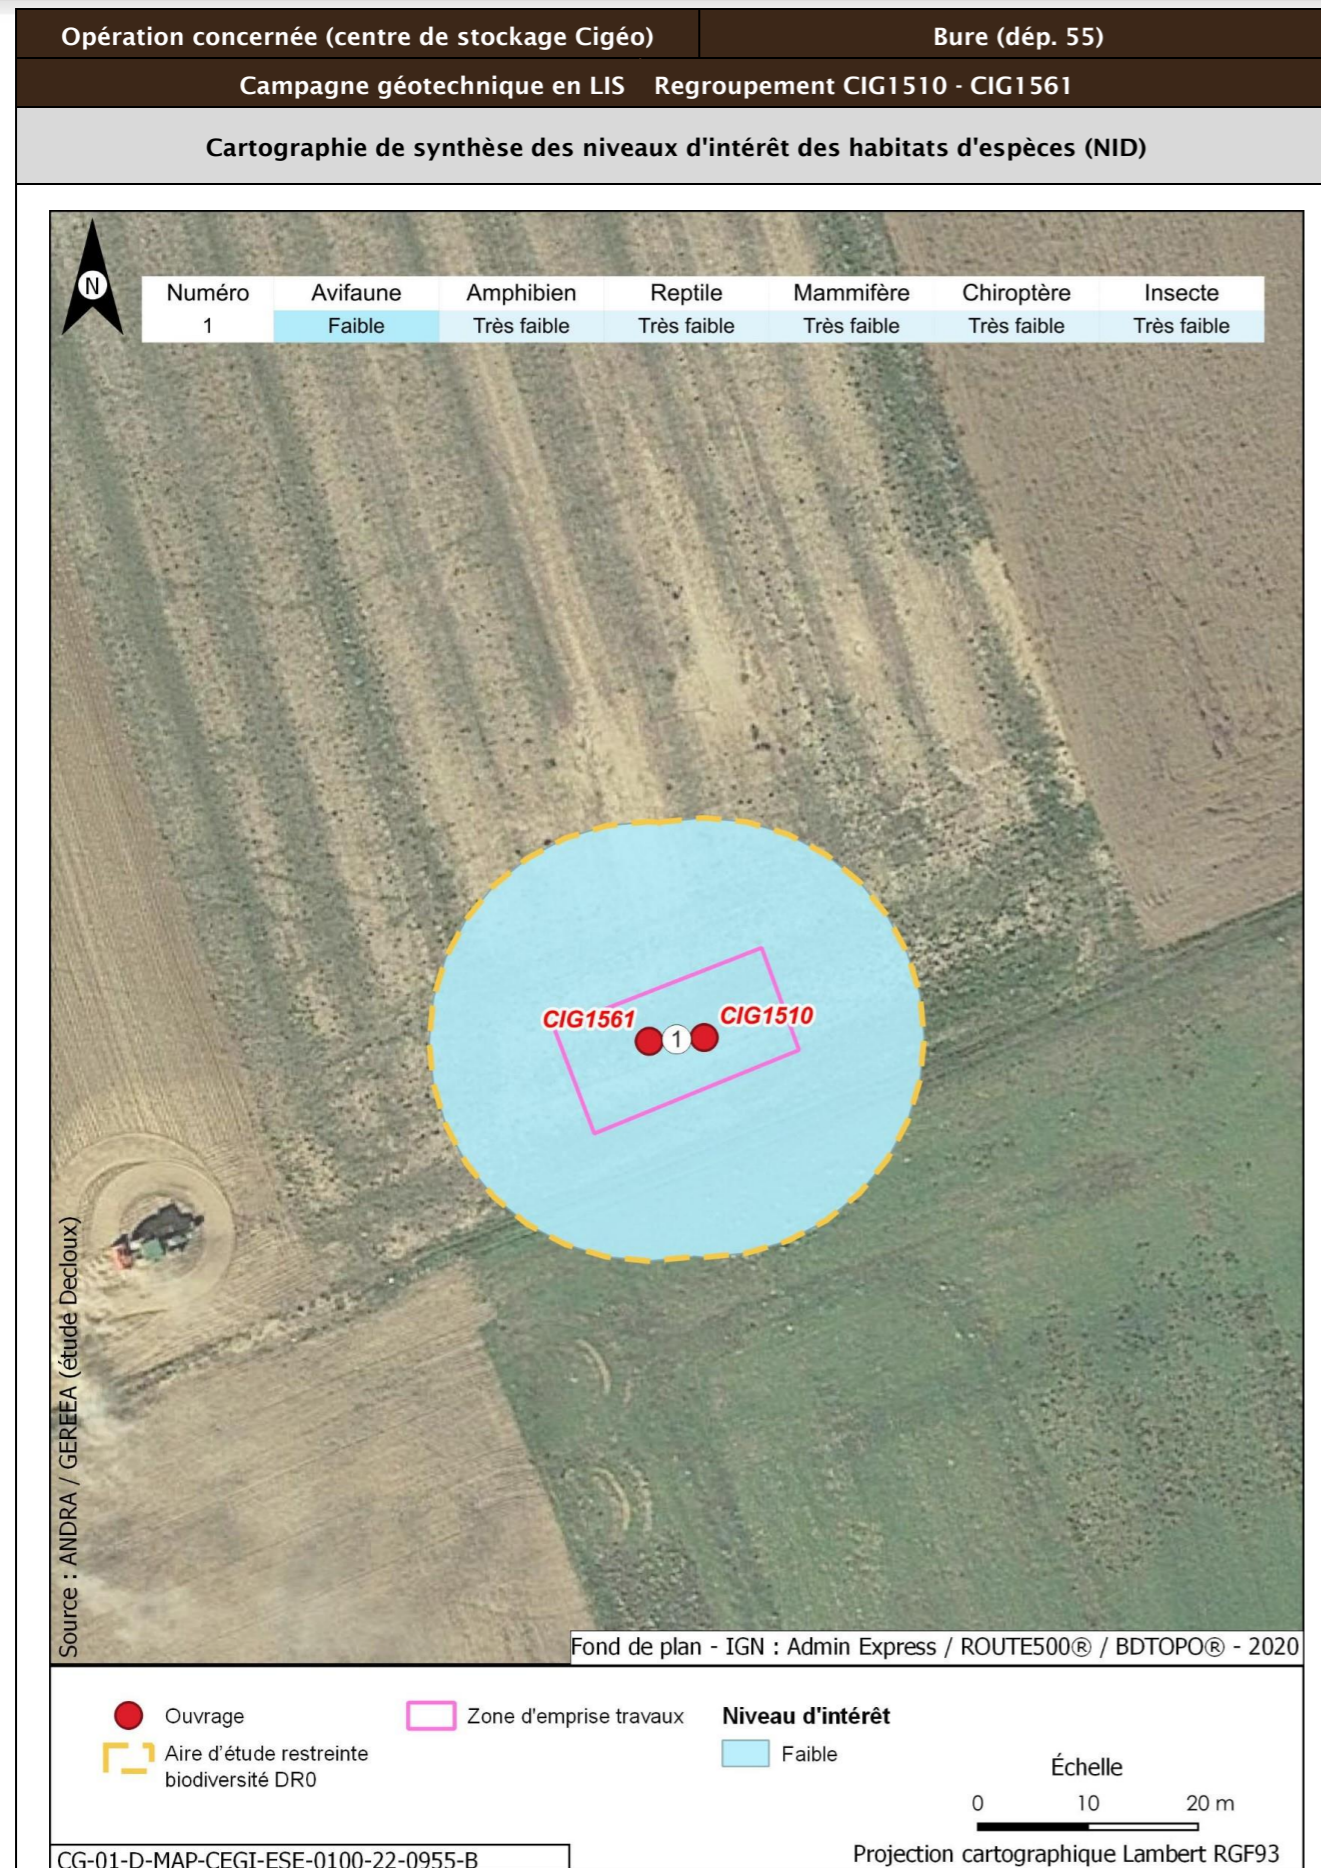 Opération concernée (centre de stockage Cigéo) Bure (dép. 55)
Campagne géotechnique en LIS Regroupement CIG1510 - CIG1561
Cartographie de synthèse des niveaux d'intérêt des habitats d'espèces (NID)
N
Numéro Avifaune Amphibien Reptile Mammifère Chiroptère Insecte
1 Faible Très faible Très faible Très faible Très faible Très faible
CIG1561 1 CIG1510
Source : ANDRA / GEREEA (étude Decloux)
Fond de plan - IGN : Admin Express / ROUTE500® / BDTOPO® - 2020
Ouvrage
Aire d'étude restreinte
biodiversité DR0
Zone d'emprise travaux
Niveau d'intérêt
Faible
Échelle
0 10 20 m
Projection cartographique Lambert RGF93
CG-01-D-MAP-CEGI-ESE-0100-22-0955-B